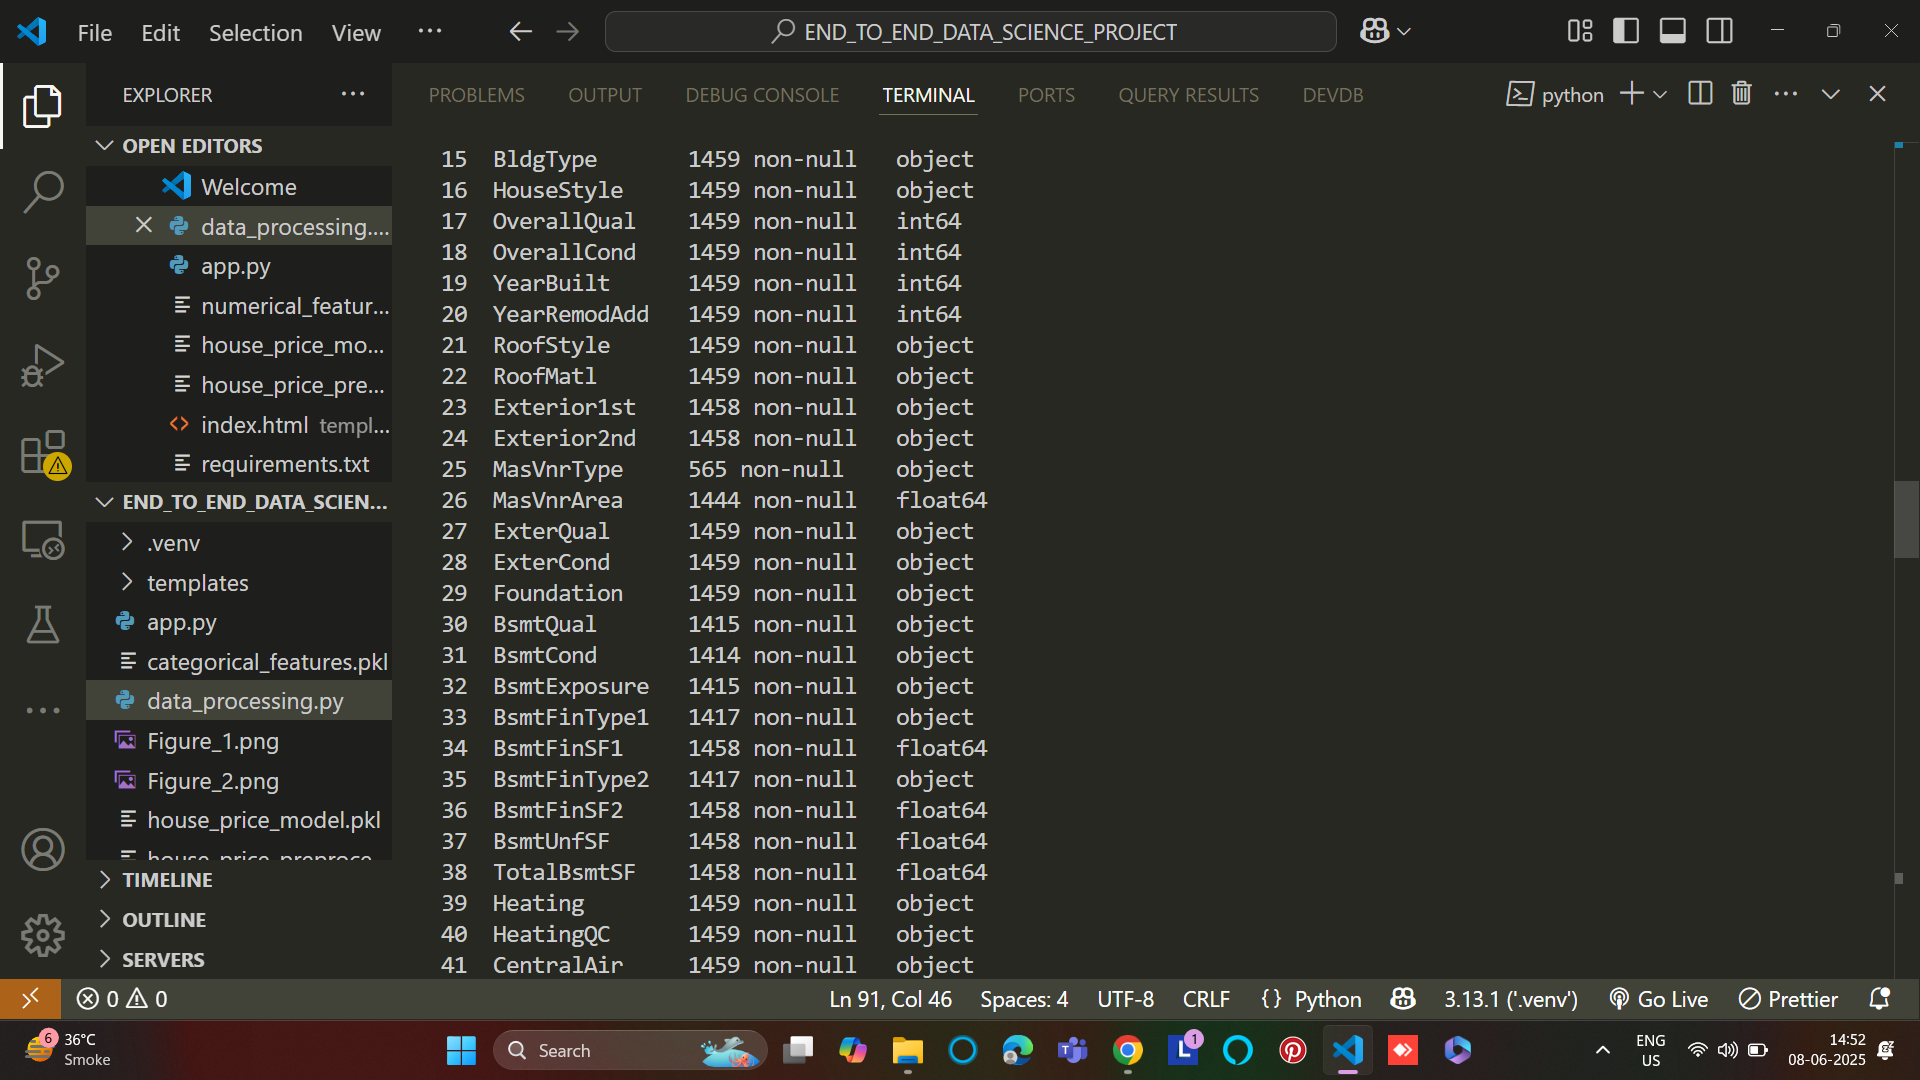 File Edit Selection View ...
END_TO_END_DATA_SCIENCE_PROJECT
EXPLORER
OPEN EDITORS
Welcome
data_processing....
app.py
numerical_featur...
house_price_mo...
house_price_pre...
index.html templ...
requirements.txt
END_TO_END_DATA_SCIEN...
.venv
templates
app.py
categorical_features.pkl
data_processing.py
Figure_1.png
Figure_2.png
house_price_model.pkl
house_price_preproce
TIMELINE
OUTLINE
SERVERS
PROBLEMS OUTPUT DEBUG CONSOLE TERMINAL PORTS QUERY RESULTS DEVDB
python
15 BldgType 1459 non-null object
16 HouseStyle 1459 non-null object
17 OverallQual 1459 non-null int64
18 OverallCond 1459 non-null int64
19 YearBuilt 1459 non-null int64
20 YearRemodAdd 1459 non-null int64
21 RoofStyle 1459 non-null object
22 RoofMatl 1459 non-null object
23 Exterior1st 1458 non-null object
24 Exterior2nd 1458 non-null object
25 MasVnrType 565 non-null object
26 MasVnrArea 1444 non-null float64
27 ExterQual 1459 non-null object
28 ExterCond 1459 non-null object
29 Foundation 1459 non-null object
30 BsmtQual 1415 non-null object
31 BsmtCond 1414 non-null object
32 BsmtExposure 1415 non-null object
33 BsmtFinType1 1417 non-null object
34 BsmtFinSF1 1458 non-null float64
35 BsmtFinType2 1417 non-null object
36 BsmtFinSF2 1458 non-null float64
37 BsmtUnfSF 1458 non-null float64
38 TotalBsmtSF 1458 non-null float64
39 Heating 1459 non-null object
40 HeatingQC 1459 non-null object
41 CentralAir 1459 non-null object
0 0
Ln 91, Col 46 Spaces: 4 UTF-8 CRLF {} Python 3.13.1 ('.venv') Go Live Prettier
6
36°C
Smoke
Search
1
ENG
US
14:52
08-06-2025